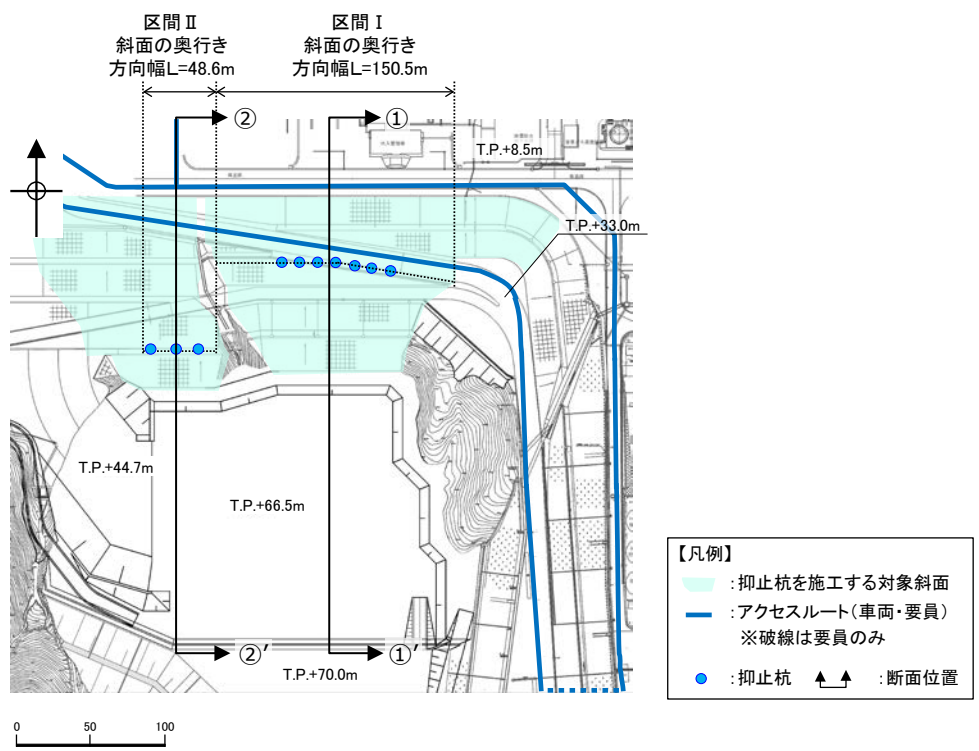 区間Ⅱ
斜面の奥行き
方向幅L=48.6m
区間Ⅰ
斜面の奥行き
方向幅L=150.5m
②
①
T.P.+8.5m
T.P.+33.0m
T.P.+44.7m
T.P.+66.5m
②′
①′
T.P.+70.0m
【凡例】
:抑止杭を施工する対象斜面
:アクセスルート(車両・要員)
※破線は要員のみ
:抑止杭
:断面位置
0 50 100